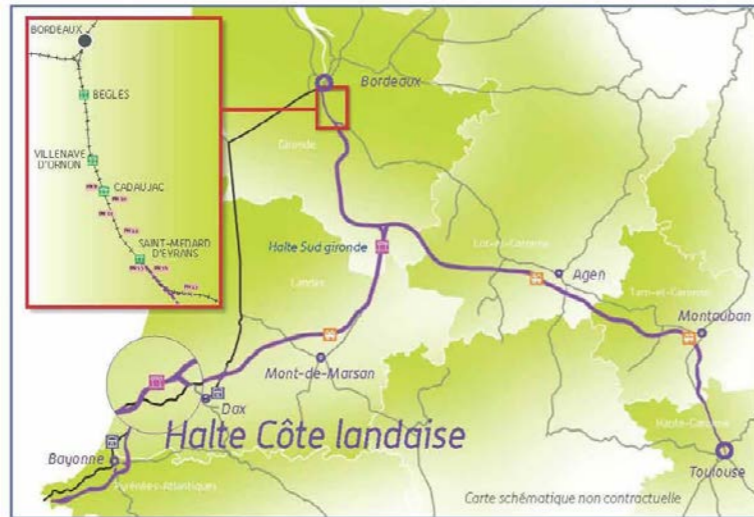 BORDEAUX
BEGLES
VILLENAVE
D'ORNON
CADAUJAC
SAINT-MEDARD
D'EYRANS
Bordeaux
Gironde
Halte Sud gironde
Lot-et-Garonne
Agen
Tarn-et-Garonne
Landes
Montauban
Mont-de-Marsan
Dax
Halte Côte landaise
Haute-Garonne
Bayonne
Toulouse
Pyrénées-Atlantiques
Carte schématique non contractuelle